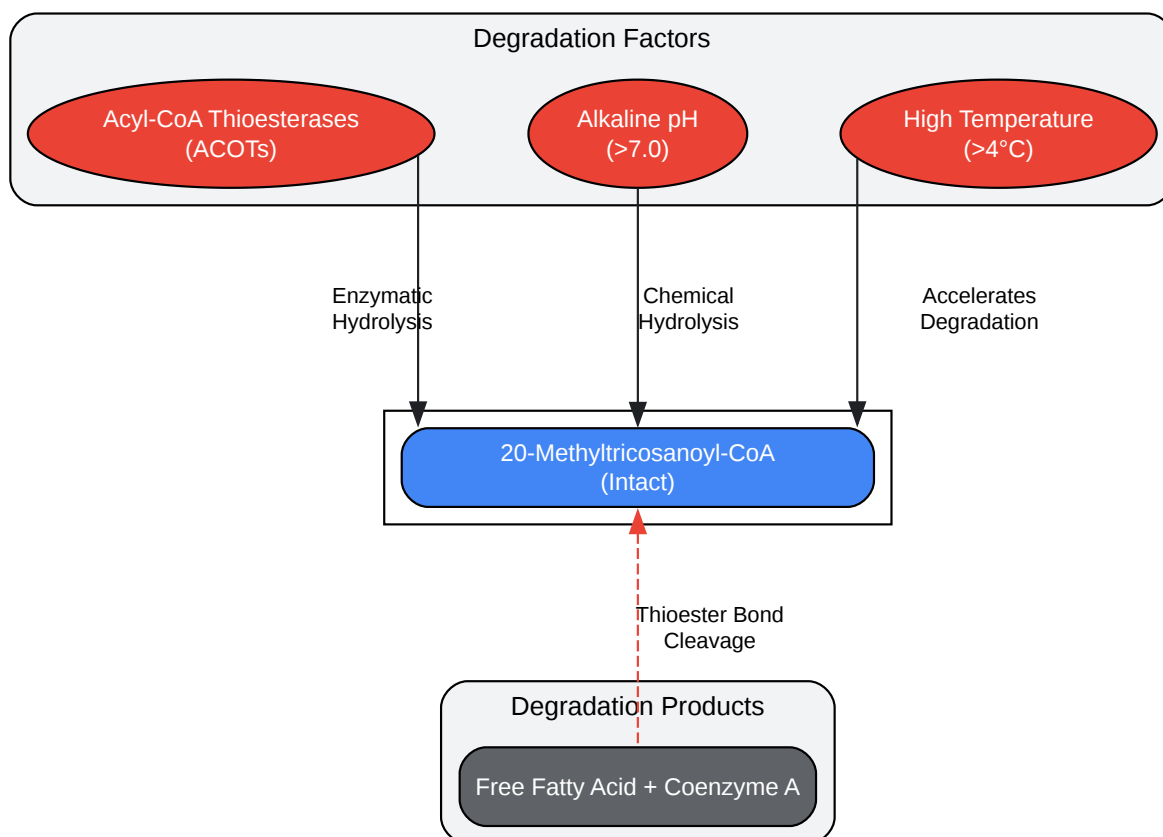 Degradation Factors
Acyl-CoA Thioesterases
(ACOTs)
Alkaline pH
(>7.0)
High Temperature
(>4°C)
Enzymatic
Hydrolysis
Chemical
Hydrolysis
Accelerates
Degradation
20-Methyltricosanoyl-CoA
(Intact)
Thioester Bond
Cleavage
Degradation Products
Free Fatty Acid + Coenzyme A